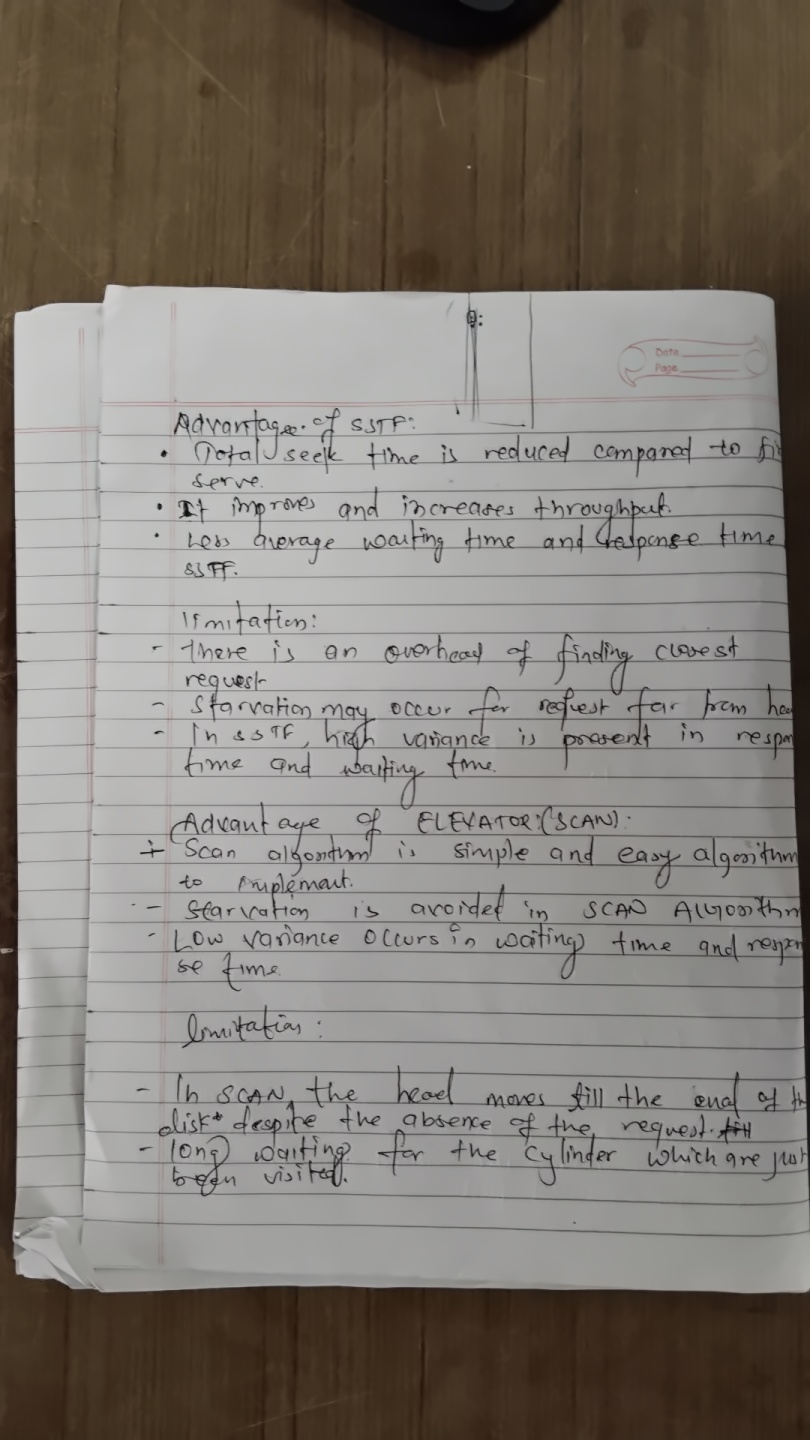 Date
Page
Advantage of SSTF:
• Total seek time is reduced compared to fi
serve.
• It improves and increases throughput.
• Less average waiting time and response time
SSTF.
limitation:
- There is an overhead of finding closest
request
- Starvation may occur for request far from hea
- In SSTF, high variance is present in respon
time and waiting time.
Advantage of ELEVATOR (SCAN):
+ Scan algorithm is simple and easy algorithm
to implement.
- Starvation is avoided in SCAN Algorithm
- Low variance occurs in waiting time and respon
se time.
limitation:
- In SCAN, the head moves till the end of th
disk despite the absence of the request.
- long waiting for the cylinder which are just
been visited.